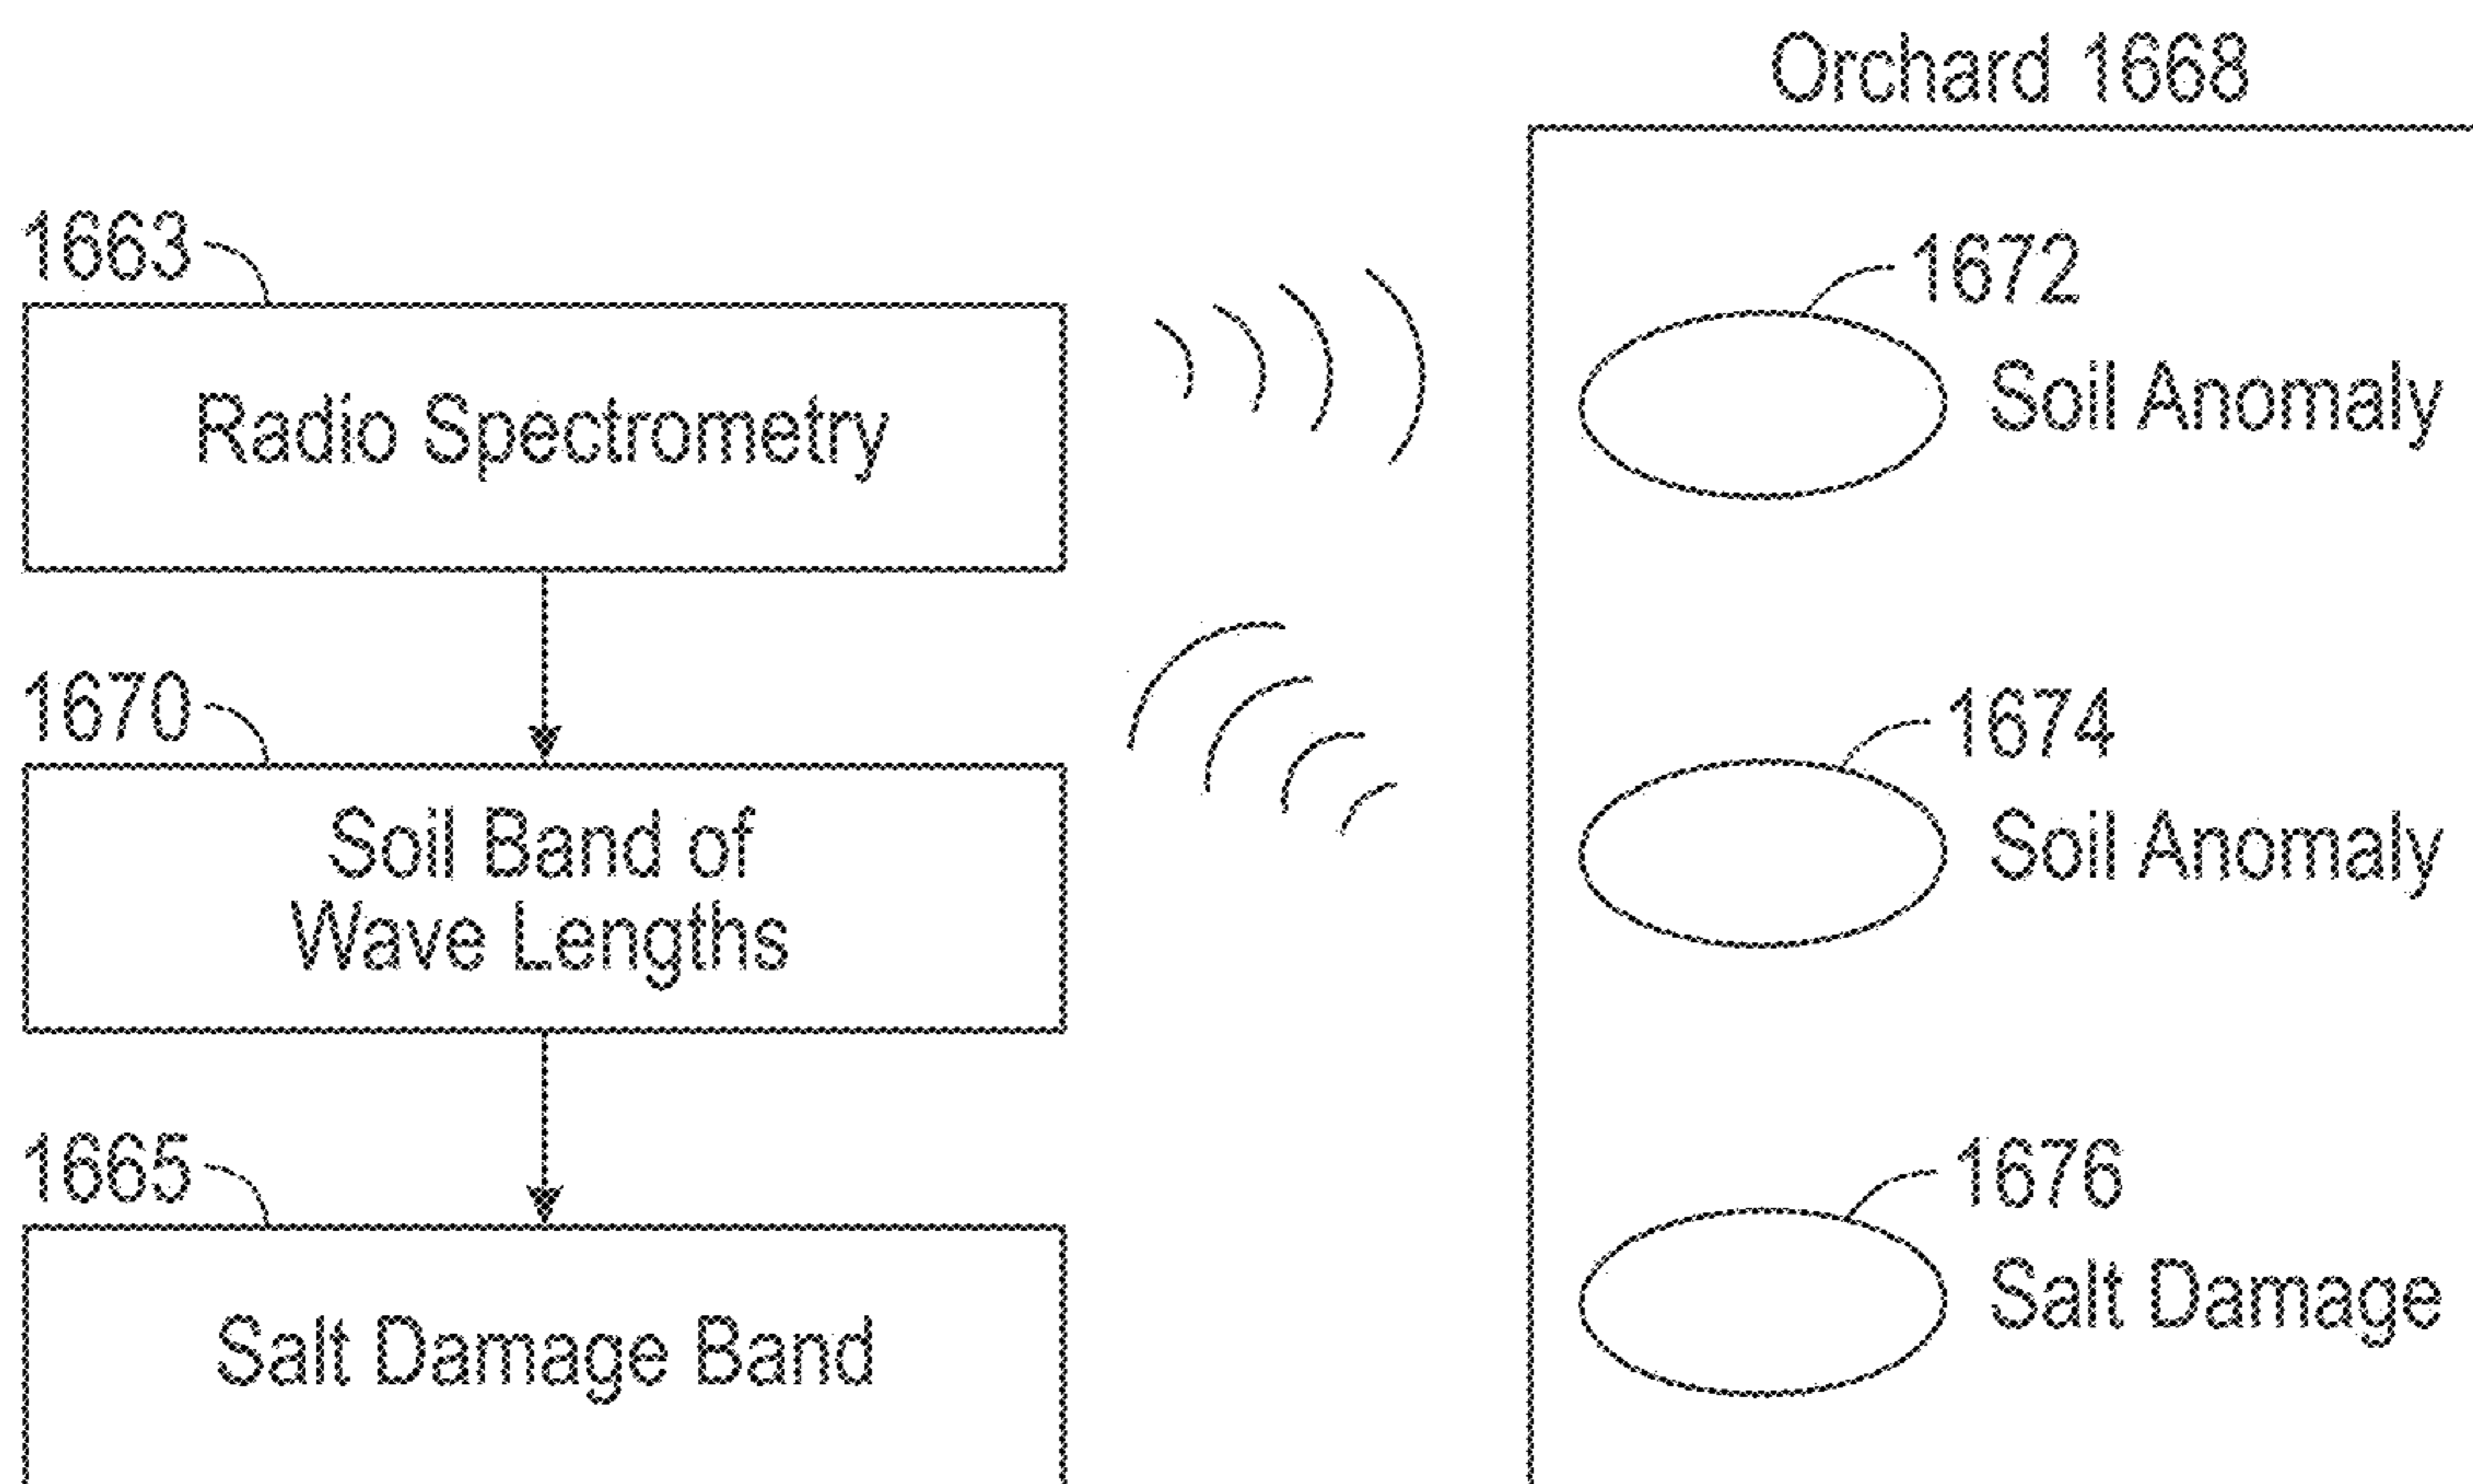 Orchard 1668
1663
Radio Spectrometry
1672
Soil Anomaly
1670
Soil Band of
Wave Lengths
1674
Soil Anomaly
1665
Salt Damage Band
1676
Salt Damage